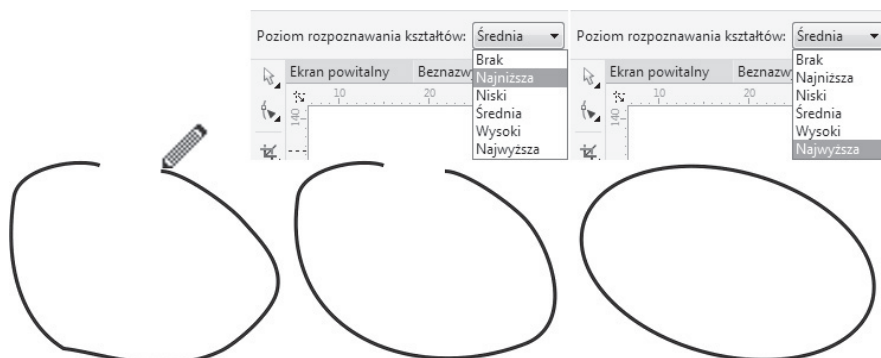 Poziom rozpoznawania kształtów: Średnia
Brak
Najniższa
Niski
Średnia
Wysoki
Najwyższa
Ekran powitalny Beznazw
10 20
140
Poziom rozpoznawania kształtów: Średnia
Brak
Najniższa
Niski
Średnia
Wysoki
Najwyższa
Ekran powitalny Beznazw
10 20
140